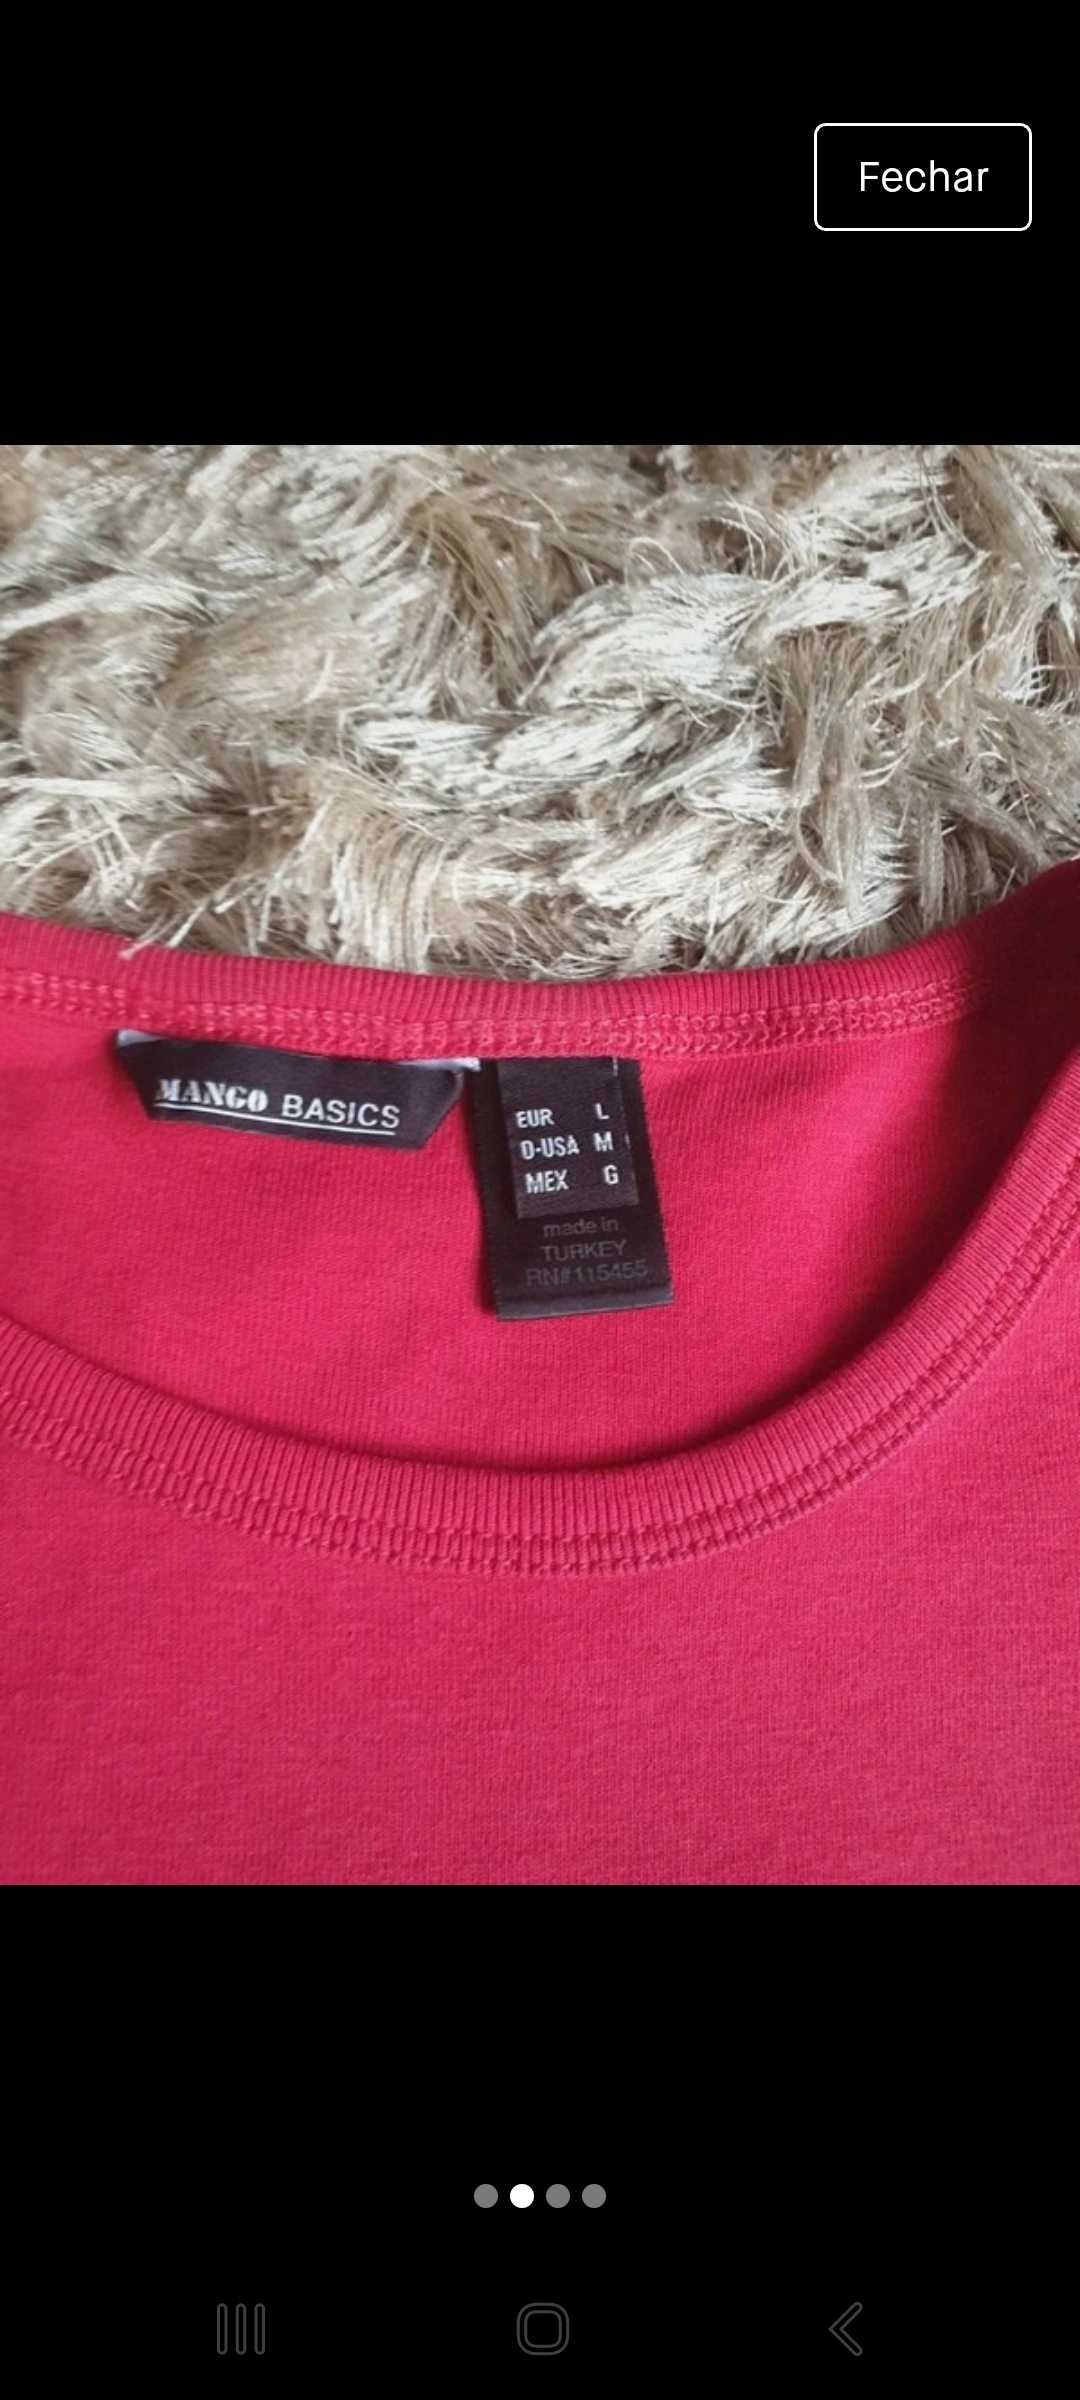 Fechar
MANGO BASICS
EUR L
D-USA M
MEX G
made in
TURKEY
RN#115455